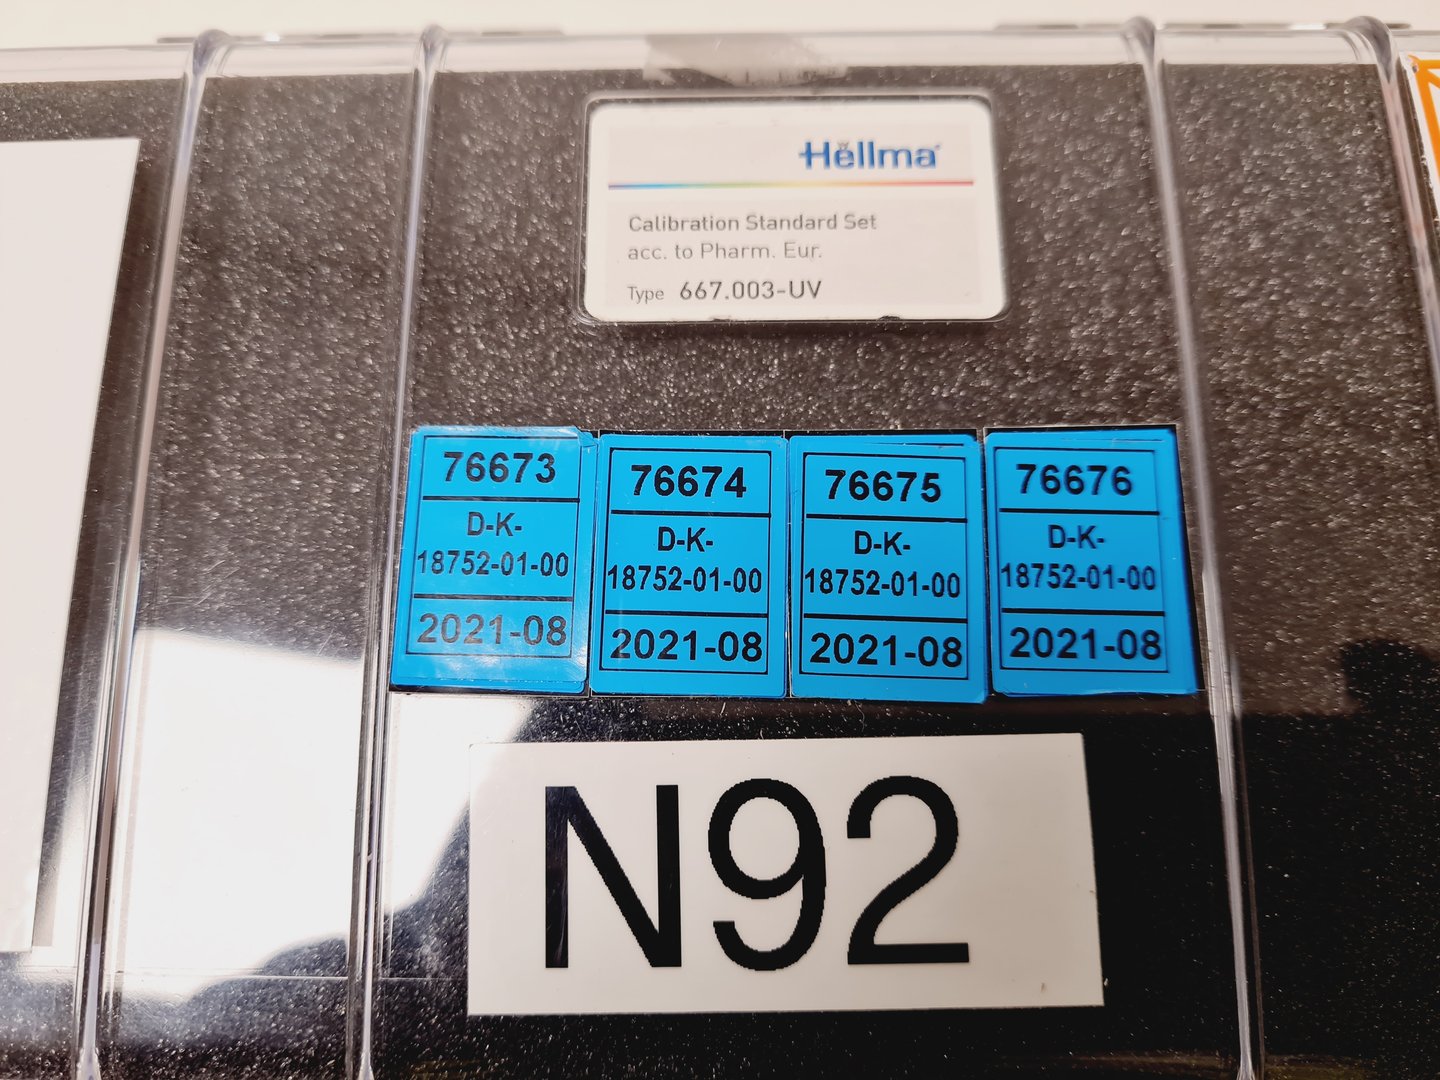 Hellma
Calibration Standard Set
acc. to Pharm. Eur.
Type 667.003-UV
76673
D-K-
18752-01-00
2021-08
76674
D-K-
18752-01-00
2021-08
76675
D-K-
18752-01-00
2021-08
76676
D-K-
18752-01-00
2021-08
N92